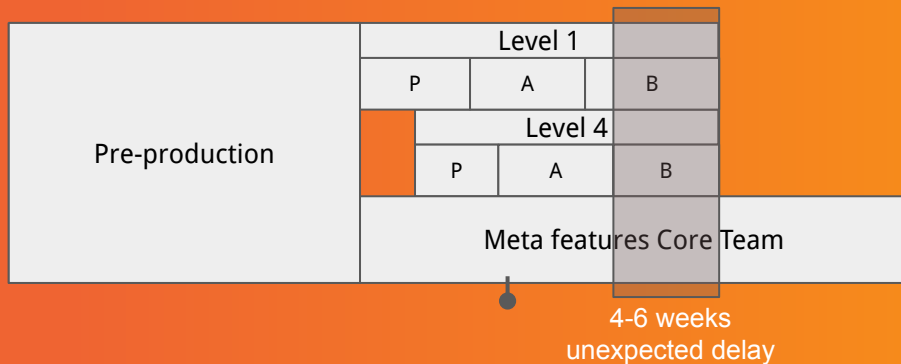 Level 1
P
A
B
Pre-production
Level 4
P
A
B
Meta features Core Team
4-6 weeks
unexpected delay